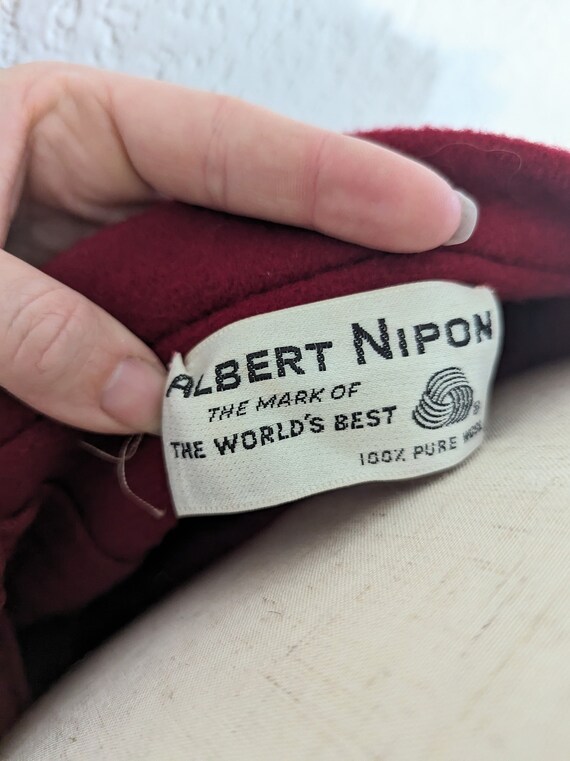 ALBERT NIPON
THE MARK OF
THE WORLD'S BEST
®
100% PURE WOOL